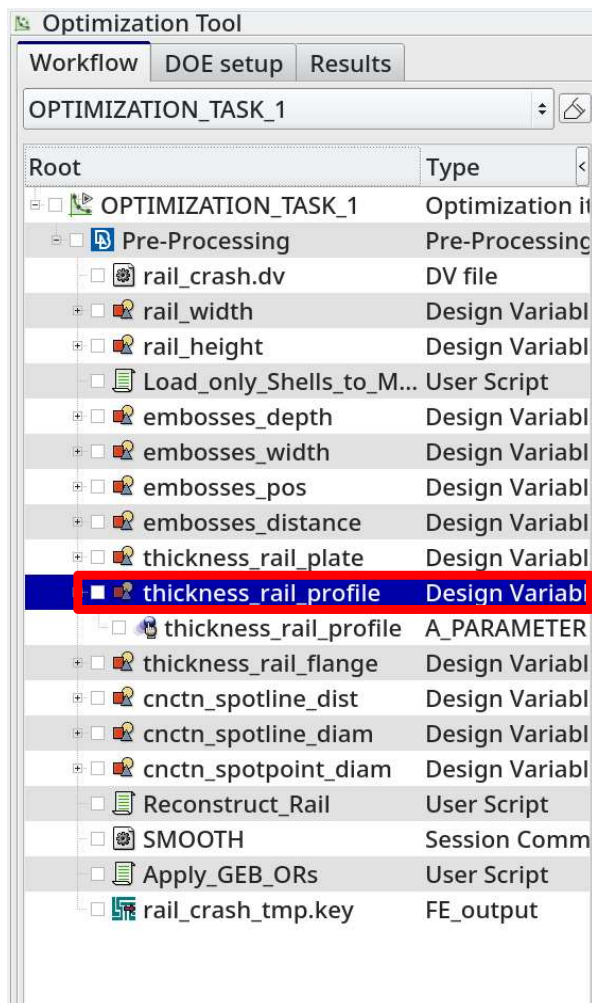 Optimization Tool
Workflow DOE setup Results
OPTIMIZATION_TASK_1
Root Type <
OPTIMIZATION_TASK_1 Optimization it
Pre-Processing Pre-Processing
rail_crash.dv DV file
rail_width Design Variabl
rail_height Design Variabl
Load_only_Shells_to_M... User Script
embosses_depth Design Variabl
embosses_width Design Variabl
embosses_pos Design Variabl
embosses_distance Design Variabl
thickness_rail_plate Design Variabl
thickness_rail_profile Design Variabl
thickness_rail_profile A_PARAMETER
thickness_rail_flange Design Variabl
cnctn_spotline_dist Design Variabl
cnctn_spotline_diam Design Variabl
cnctn_spotpoint_diam Design Variabl
Reconstruct_Rail User Script
SMOOTH Session Comm
Apply_GEB_ORs User Script
rail_crash_tmp.key FE_output